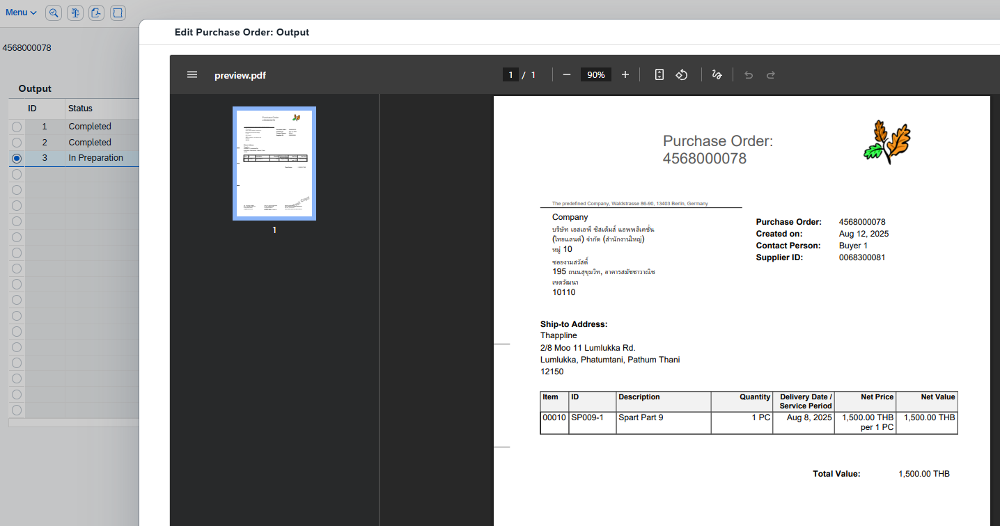 Menu
4568000078
Output
ID Status
1 Completed
2 Completed
3 In Preparation
Edit Purchase Order: Output
preview.pdf
1 / 1
90%
1
Purchase Order:
4568000078
The predefined Company, Waldstrasse 86-90, 13403 Berlin, Germany
Company
บริษัท เอสเอพี ซิสเต็มส์ แอพพลิเคชั่น
(ไทยแลนด์) จำกัด (สำนักงานใหญ่)
หมู่ 10
ซอยงามสวัสดิ์
195 ถนนสุขุมวิท, อาคารสมัชชาวาณิช
เขตวัฒนา
10110
Purchase Order: 4568000078
Created on: Aug 12, 2025
Contact Person: Buyer 1
Supplier ID: 0068300081
Ship-to Address:
Thappline
2/8 Moo 11 Lumlukka Rd.
Lumlukka, Phatumtani, Pathum Thani
12150
Item ID Description Quantity Delivery Date / Net Price Net Value
Service Period
00010 SP009-1 Spart Part 9 1 PC Aug 8, 2025 1,500.00 THB 1,500.00 THB
per 1 PC
Total Value: 1,500.00 THB